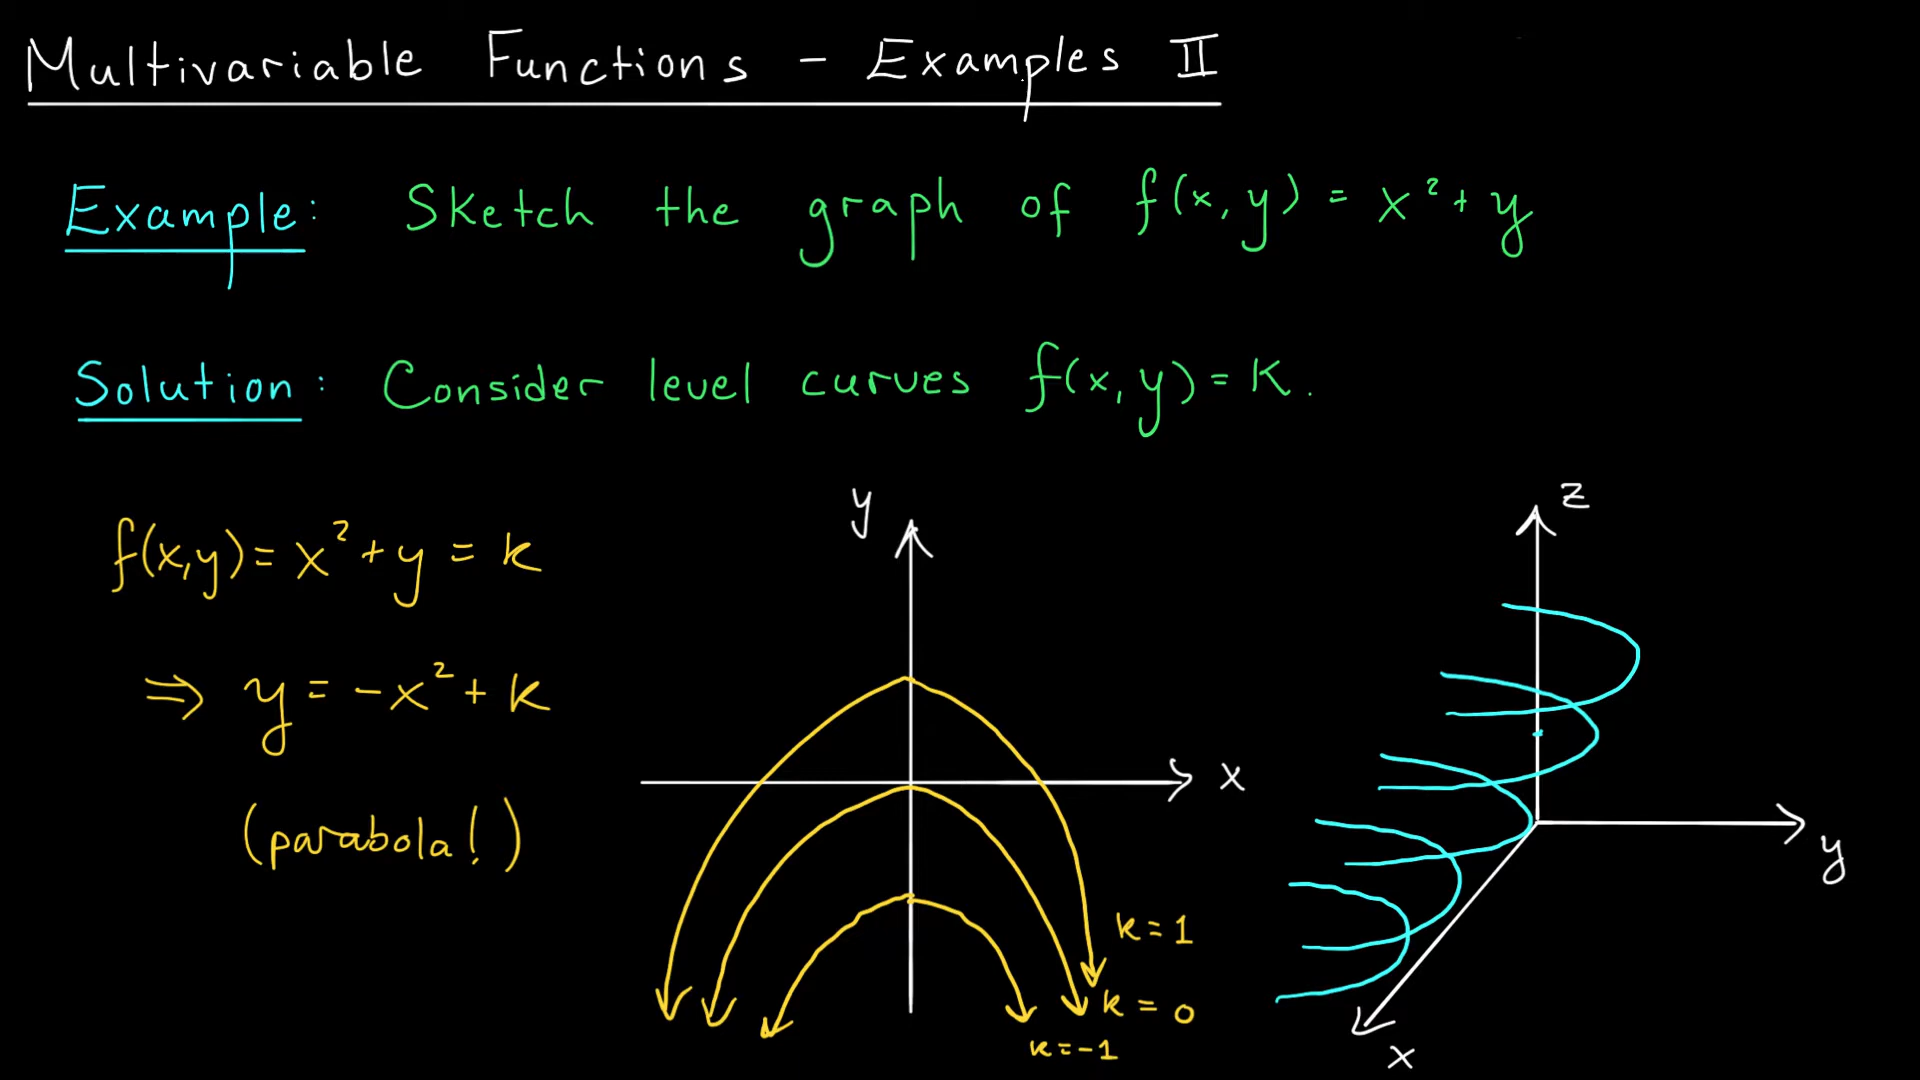 Multivariable Functions - Examples II
Example: Sketch the graph of f(x,y) = x² + y
Solution: Consider level curves f(x,y) = K.
f(x,y) = x² + y = k
⇒ y = -x² + k
(parabola!)
y
x
k = 1
k = 0
k = -1
z
y
x